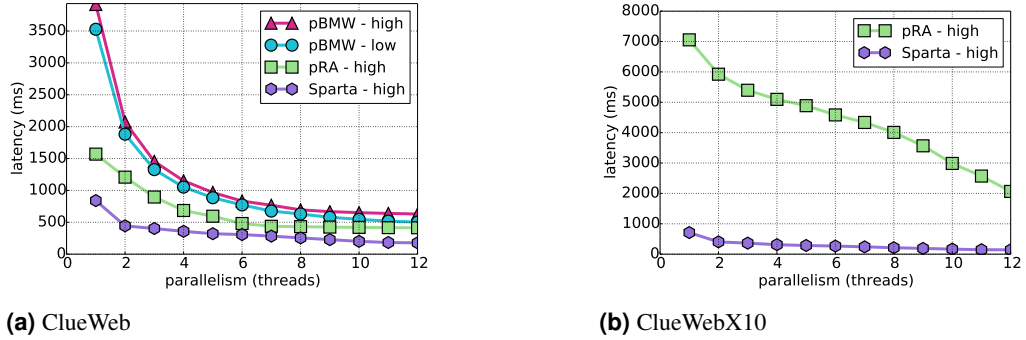 3500
3000
2500
2000
1500
1000
500
0
latency (ms)
0 2 4 6 8 10 12
parallelism (threads)
pBMW - high
pBMW - low
pRA - high
Sparta - high
(a) ClueWeb
8000
7000
6000
5000
4000
3000
2000
1000
0
latency (ms)
0 2 4 6 8 10 12
parallelism (threads)
pRA - high
Sparta - high
(b) ClueWebX10